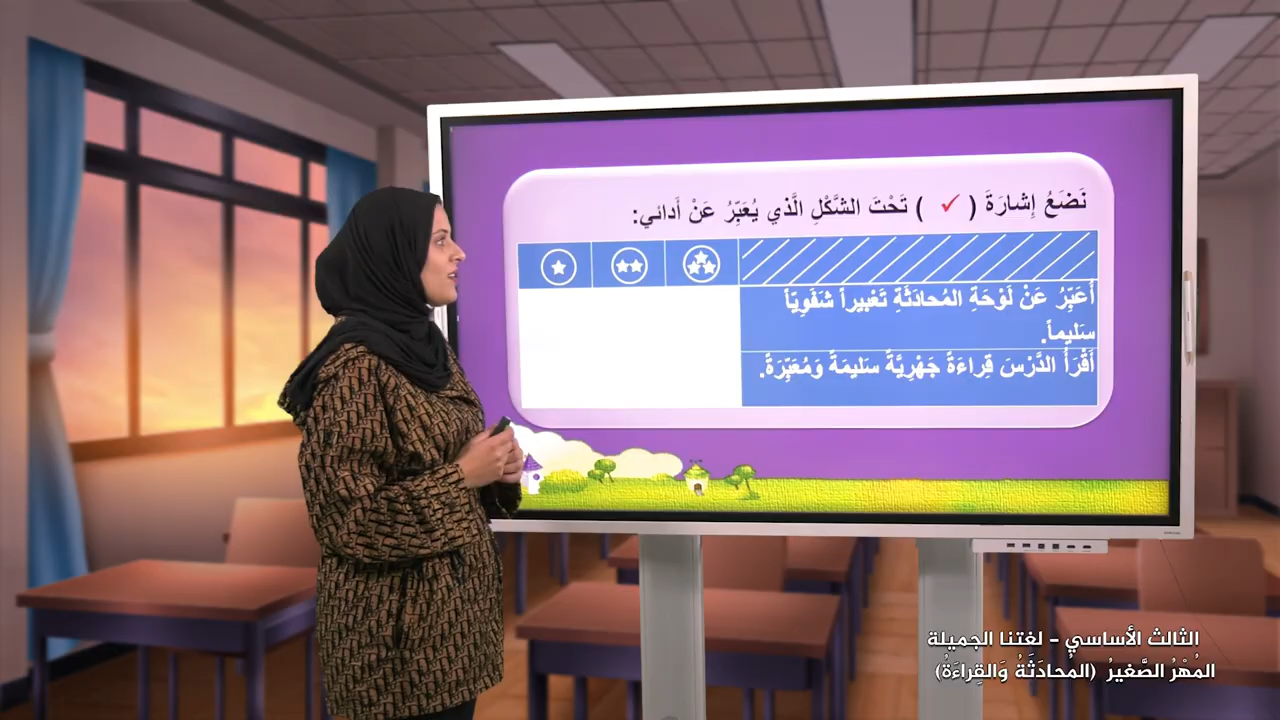 نَضَعُ إِشارَةَ ( ✓ ) تَحْتَ الشَّكْلِ الَّذي يُعَبِّرُ عَنْ أَدائي:
أُعَبِّرُ عَنْ لَوْحَةِ المُحادَثَةِ تَعْبيراً شَفَوِيّاً
سَليماً.
أَقْرَأُ الدَّرْسَ قِراءَةً جَهْرِيَّةً سَليمَةً وَمُعَبِّرَةً.
الثالث الأساسي - لغتنا الجميلة
المُهْرُ الصَّغيرُ (المُحادَثَةُ وَالقِراءَةُ)